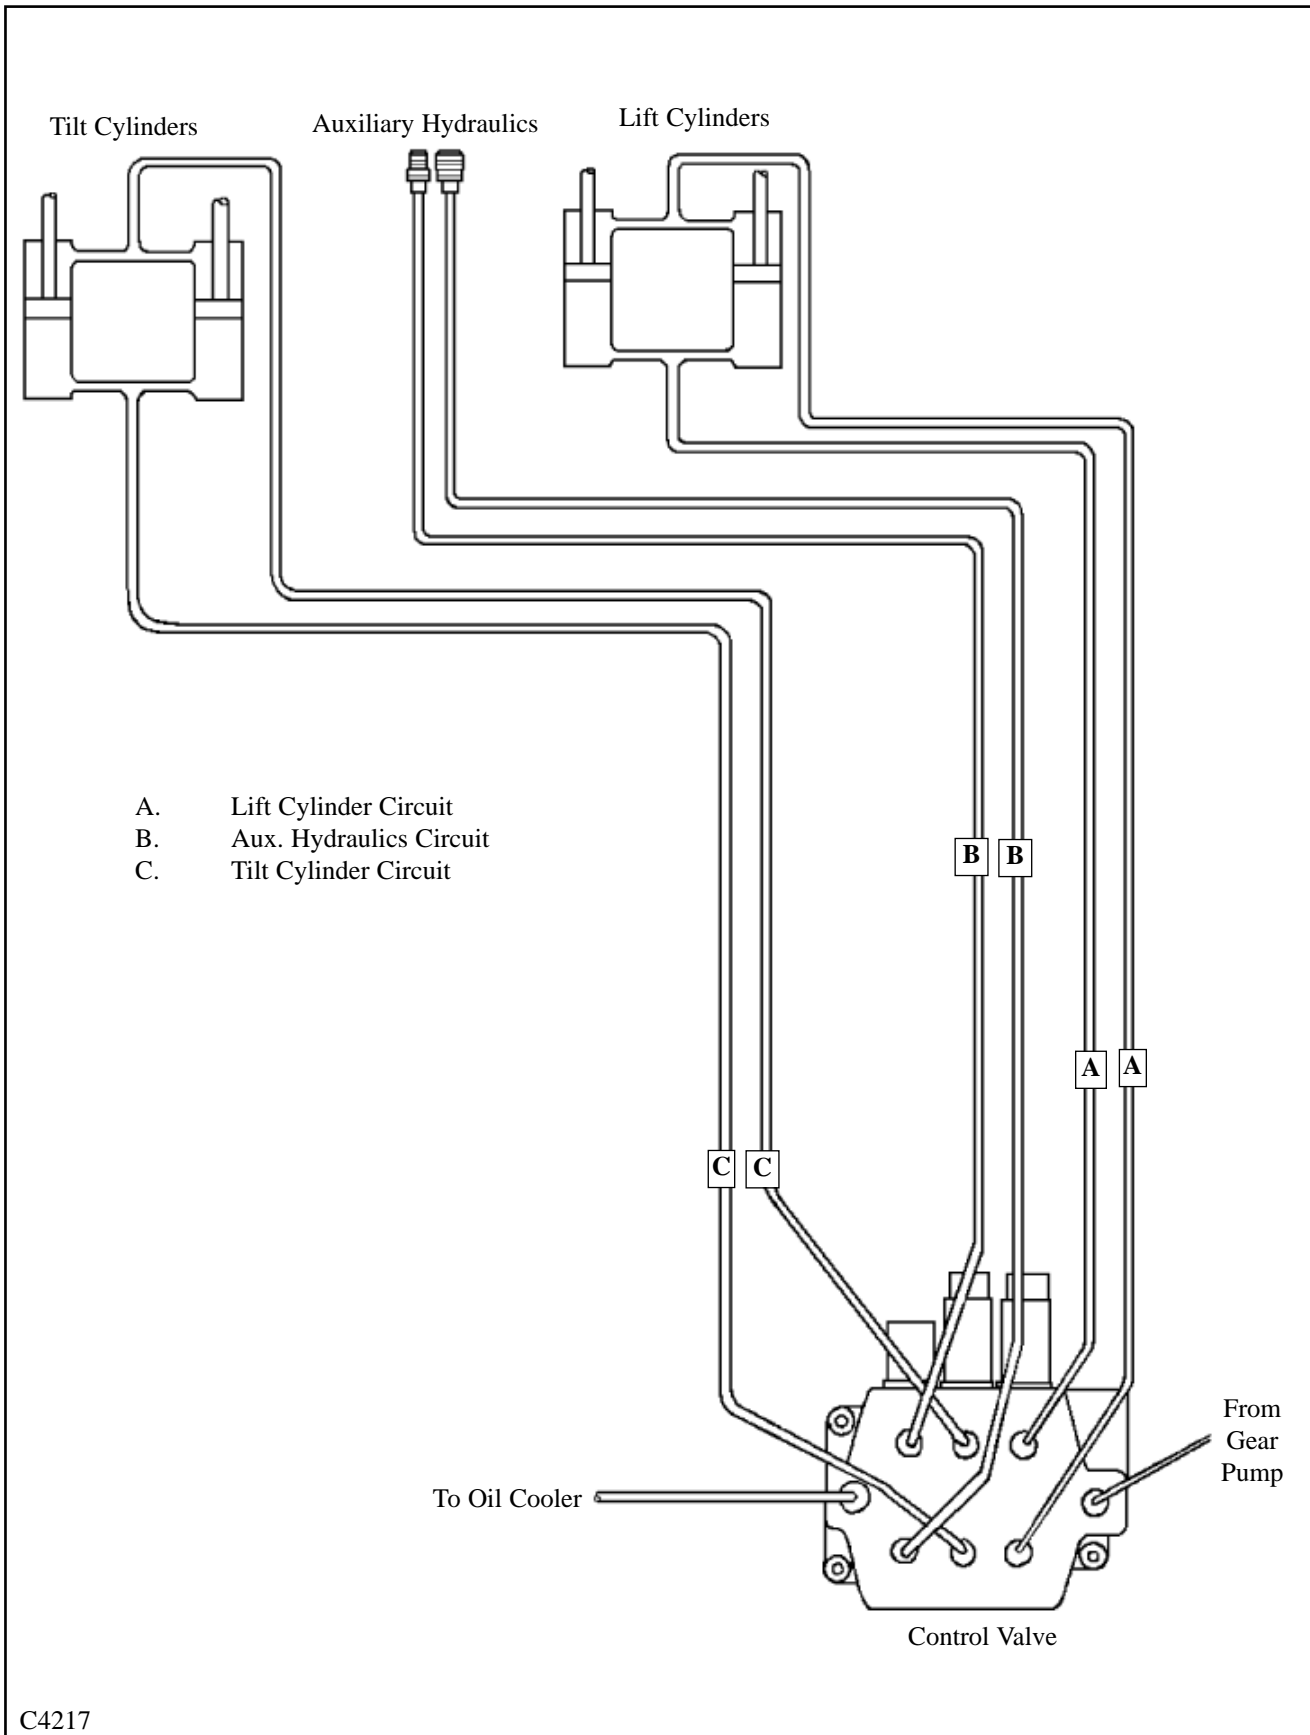 Tilt Cylinders
Auxiliary Hydraulics
Lift Cylinders
A. Lift Cylinder Circuit
B. Aux. Hydraulics Circuit
C. Tilt Cylinder Circuit
B B
A A
C C
From
Gear
Pump
To Oil Cooler
Control Valve
C4217